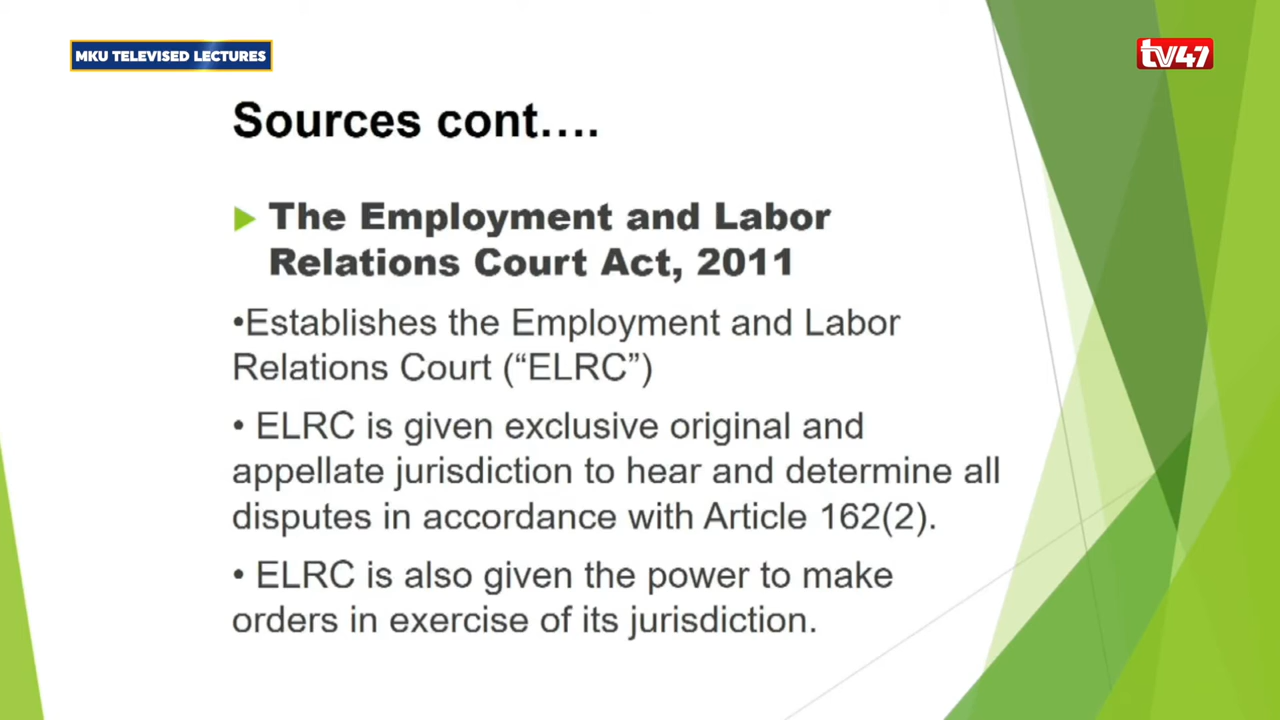 MKU TELEVISED LECTURES
tv47
Sources cont….
The Employment and Labor
Relations Court Act, 2011
•Establishes the Employment and Labor
Relations Court (“ELRC”)
• ELRC is given exclusive original and
appellate jurisdiction to hear and determine all
disputes in accordance with Article 162(2).
• ELRC is also given the power to make
orders in exercise of its jurisdiction.